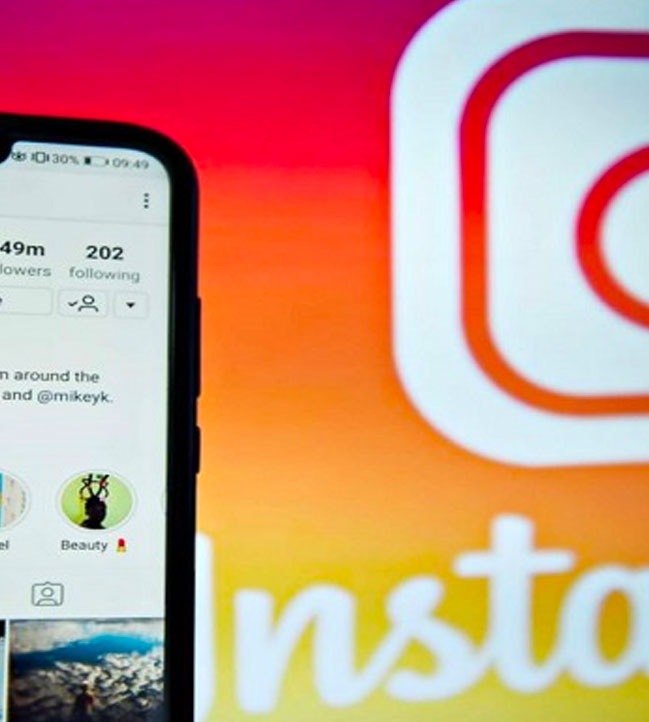 30% 09:49
49m 202
lowers following
n around the
and @mikeyk.
el Beauty
Insta